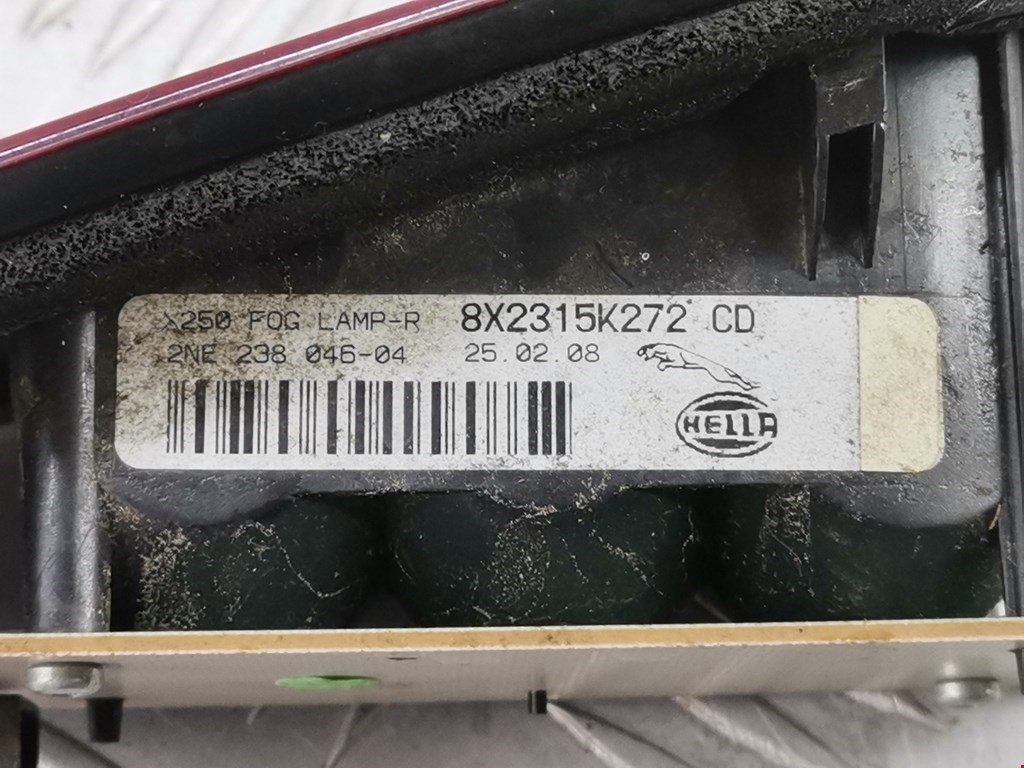 X250 FOG LAMP-R 8X2315K272 CD
2NE 238 046-04 25.02.08
HELLA